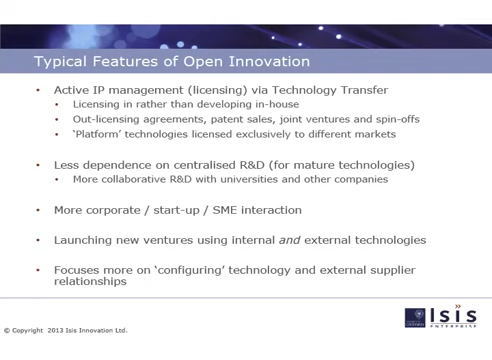 Typical Features of Open Innovation
• Active IP management (licensing) via Technology Transfer
• Licensing in rather than developing in-house
• Out-licensing agreements, patent sales, joint ventures and spin-offs
• ‘Platform’ technologies licensed exclusively to different markets
• Less dependence on centralised R&D (for mature technologies)
• More collaborative R&D with universities and other companies
• More corporate / start-up / SME interaction
• Launching new ventures using internal and external technologies
• Focuses more on ‘configuring’ technology and external supplier
relationships
Isis
ENTERPRISE
© Copyright 2013 Isis Innovation Ltd.